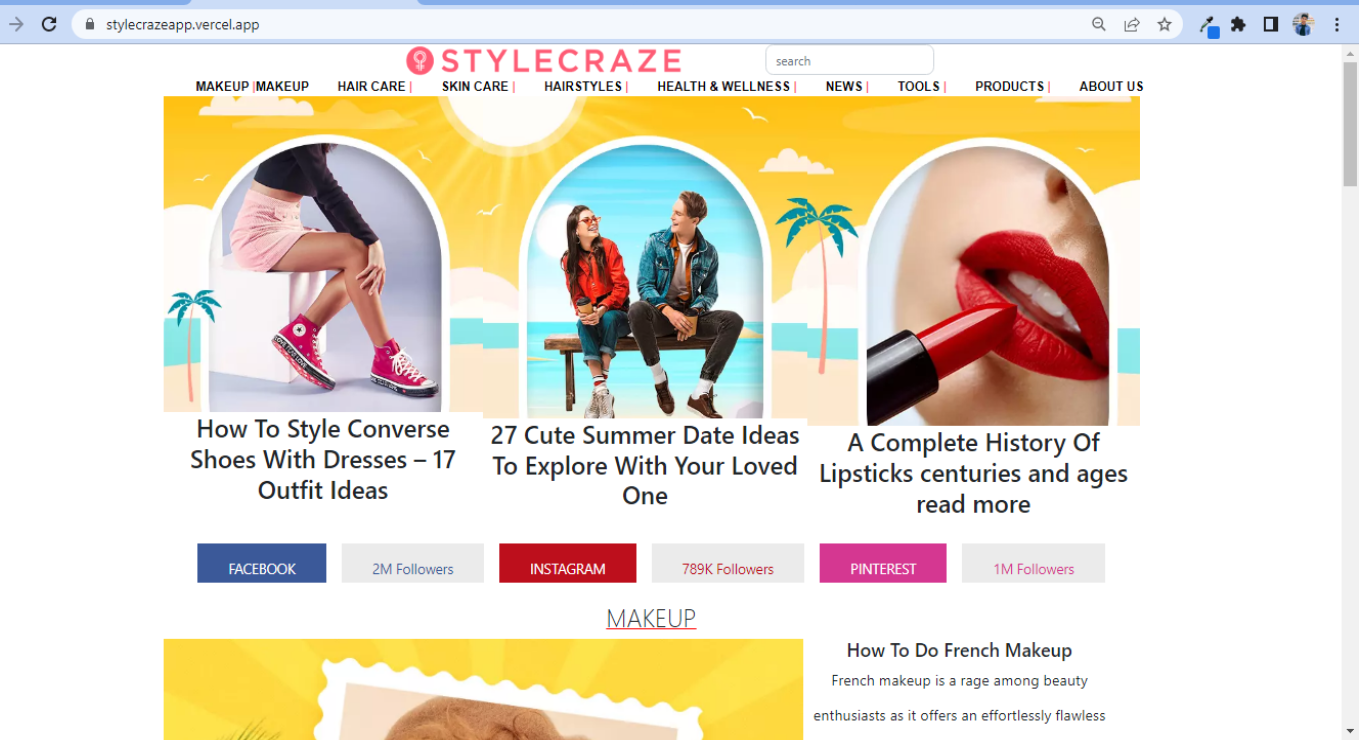 stylecrazeapp.vercel.app
STYLECRAZE
search
MAKEUP |MAKEUP HAIR CARE | SKIN CARE | HAIRSTYLES | HEALTH & WELLNESS | NEWS | TOOLS | PRODUCTS | ABOUT US
How To Style Converse
Shoes With Dresses – 17
Outfit Ideas
27 Cute Summer Date Ideas
To Explore With Your Loved
One
A Complete History Of
Lipsticks centuries and ages
read more
FACEBOOK 2M Followers INSTAGRAM 789K Followers PINTEREST 1M Followers
MAKEUP
How To Do French Makeup
French makeup is a rage among beauty
enthusiasts as it offers an effortlessly flawless